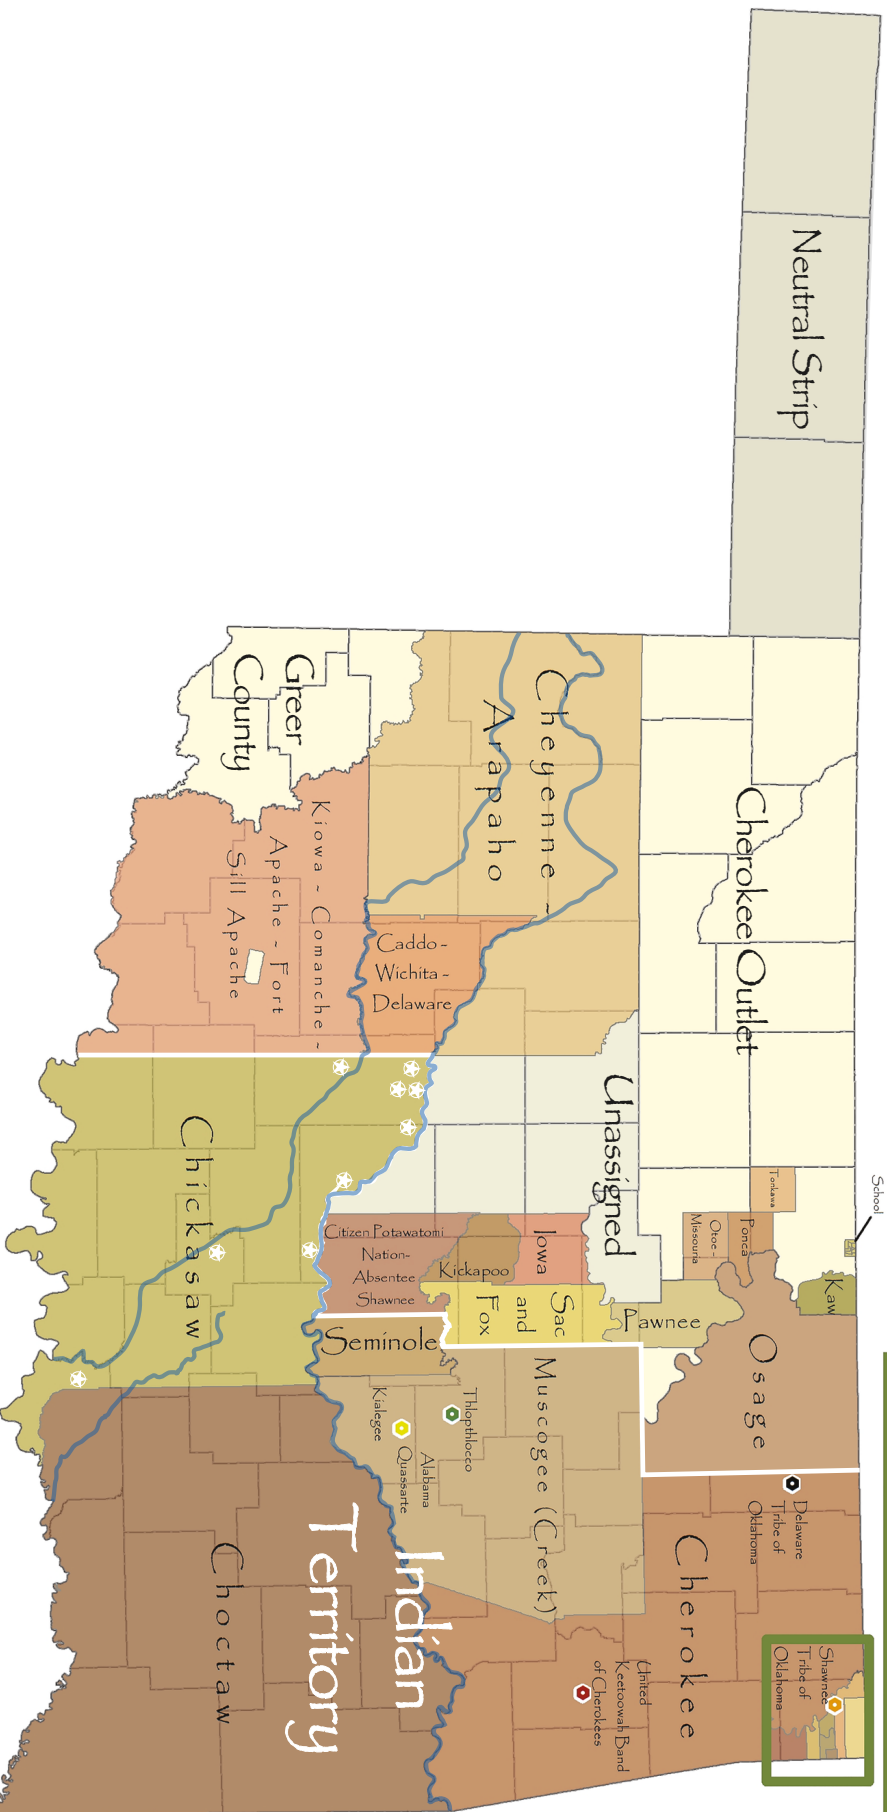 Neutral Strip
Cherokee Outlet
Tonkawa
School
Kaw
Ponca
Otoe-
Missouria
Pawnee
Osage
Cheyenne -
Arapaho
Unassigned
Iowa
Sac
and
Fox
Kickapoo
Citizen Potawatomi
Nation-
Absentee
Shawnee
Seminole
Caddo -
Wichita -
Delaware
Greer
County
Kiowa - Comanche -
Apache - Fort
Sill Apache
Chickasaw
Choctaw
Muscogee (Creek)
Thlopthlocco
Alabama
Quassarte
Kialegee
Cherokee
Delaware
Tribe of
Oklahoma
Shawnee
Tribe of
Oklahoma
United
Keetoowah Band
of Cherokees
Indian
Territory